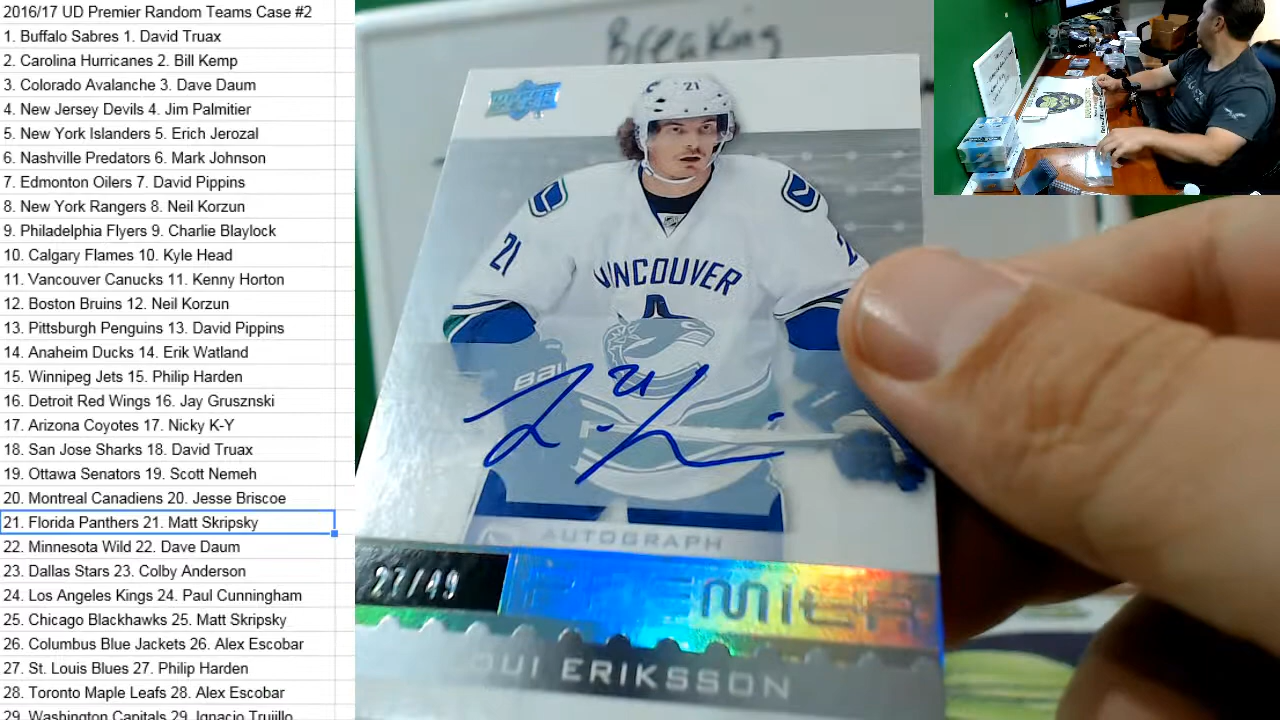 2016/17 UD Premier Random Teams Case #2
1. Buffalo Sabres 1. David Truax
2. Carolina Hurricanes 2. Bill Kemp
3. Colorado Avalanche 3. Dave Daum
4. New Jersey Devils 4. Jim Palmitier
5. New York Islanders 5. Erich Jerozal
6. Nashville Predators 6. Mark Johnson
7. Edmonton Oilers 7. David Pippins
8. New York Rangers 8. Neil Korzun
9. Philadelphia Flyers 9. Charlie Blaylock
10. Calgary Flames 10. Kyle Head
11. Vancouver Canucks 11. Kenny Horton
12. Boston Bruins 12. Neil Korzun
13. Pittsburgh Penguins 13. David Pippins
14. Anaheim Ducks 14. Erik Watland
15. Winnipeg Jets 15. Philip Harden
16. Detroit Red Wings 16. Jay Grusznski
17. Arizona Coyotes 17. Nicky K-Y
18. San Jose Sharks 18. David Truax
19. Ottawa Senators 19. Scott Nemeh
20. Montreal Canadiens 20. Jesse Briscoe
21. Florida Panthers 21. Matt Skripsky
22. Minnesota Wild 22. Dave Daum
23. Dallas Stars 23. Colby Anderson
24. Los Angeles Kings 24. Paul Cunningham
25. Chicago Blackhawks 25. Matt Skripsky
26. Columbus Blue Jackets 26. Alex Escobar
27. St. Louis Blues 27. Philip Harden
28. Toronto Maple Leafs 28. Alex Escobar
29. Washington Capitals 29. Ignacio Trujillo
Breaking
UPPER DECK
21
21
VANCOUVER
21
AUTOGRAPH
27/49
ERIKSSON